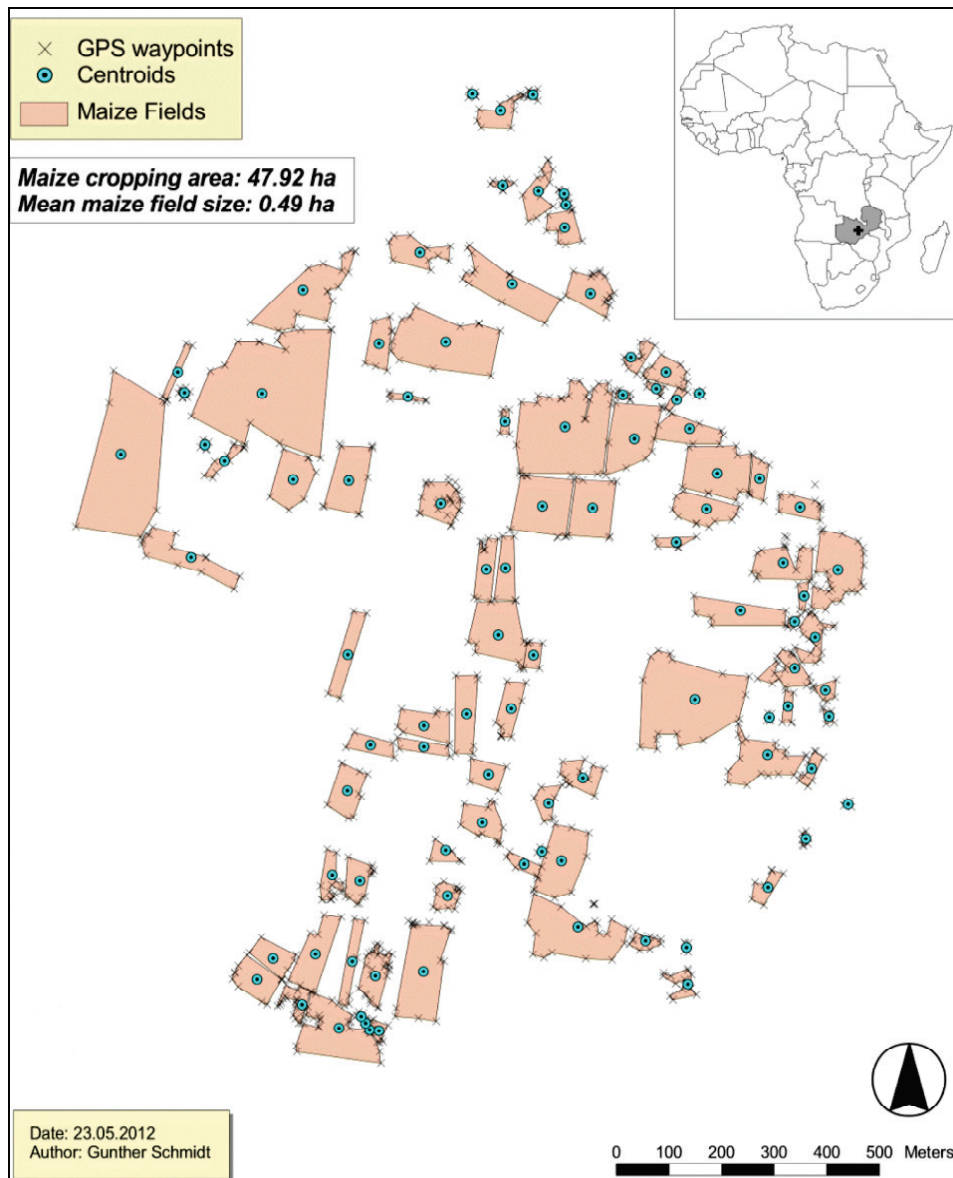 GPS waypoints
Centroids
Maize Fields
Maize cropping area: 47.92 ha
Mean maize field size: 0.49 ha
Date: 23.05.2012
Author: Gunther Schmidt
0 100 200 300 400 500 Meters